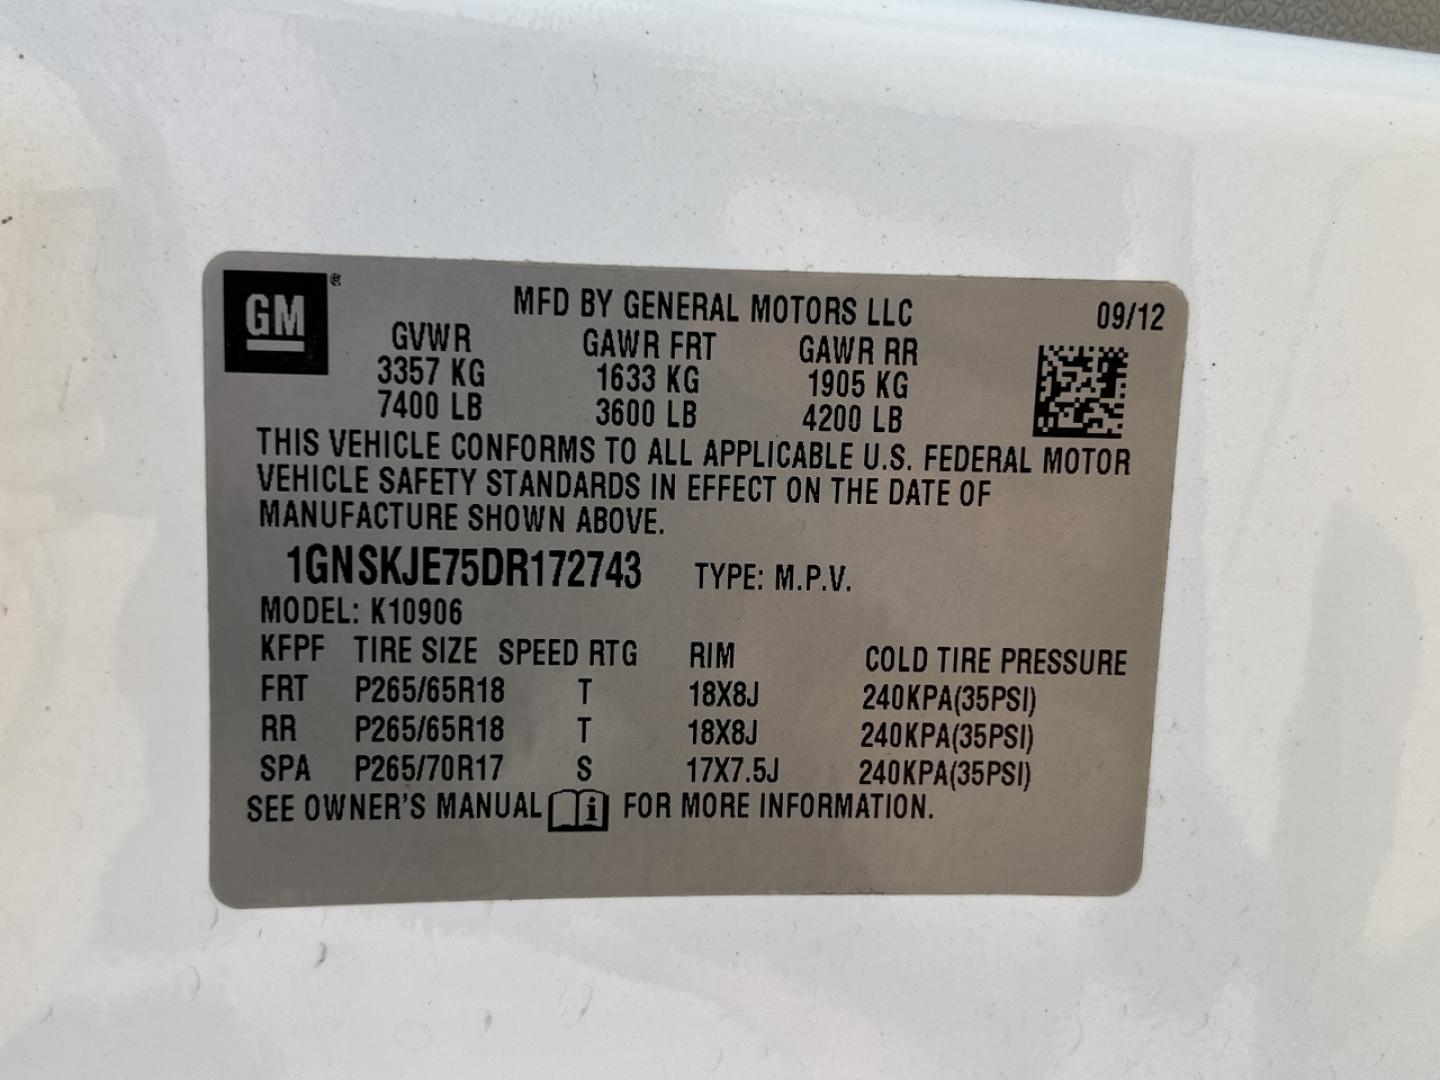 GM®
MFD BY GENERAL MOTORS LLC 09/12
GVWR GAWR FRT GAWR RR
3357 KG 1633 KG 1905 KG
7400 LB 3600 LB 4200 LB
THIS VEHICLE CONFORMS TO ALL APPLICABLE U.S. FEDERAL MOTOR
VEHICLE SAFETY STANDARDS IN EFFECT ON THE DATE OF
MANUFACTURE SHOWN ABOVE.
1GNSKJE75DR172743 TYPE: M.P.V.
MODEL: K10906
KFPF TIRE SIZE SPEED RTG RIM COLD TIRE PRESSURE
FRT P265/65R18 T 18X8J 240KPA(35PSI)
RR P265/65R18 T 18X8J 240KPA(35PSI)
SPA P265/70R17 S 17X7.5J 240KPA(35PSI)
SEE OWNER'S MANUAL i FOR MORE INFORMATION.